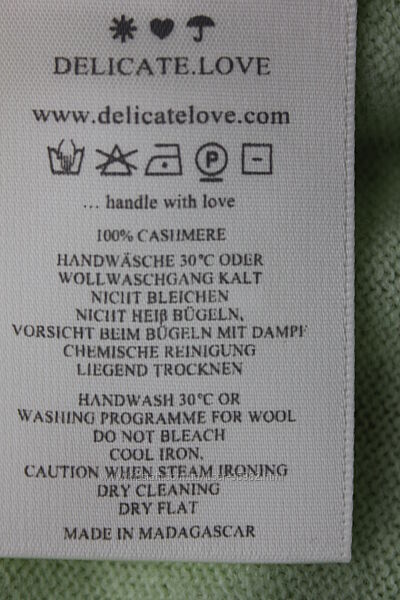 DELICATE.LOVE
www.delicatelove.com
P
... handle with love
100% CASHMERE
HANDWÄSCHE 30°C ODER
WOLLWASCHGANG KALT
NICHT BLEICHEN
NICHT HEIß BÜGELN,
VORSICHT BEIM BÜGELN MIT DAMPF
CHEMISCHE REINIGUNG
LIEGEND TROCKNEN
HANDWASH 30°C OR
WASHING PROGRAMME FOR WOOL
DO NOT BLEACH
COOL IRON,
CAUTION WHEN STEAM IRONING
DRY CLEANING
DRY FLAT
MADE IN MADAGASCAR